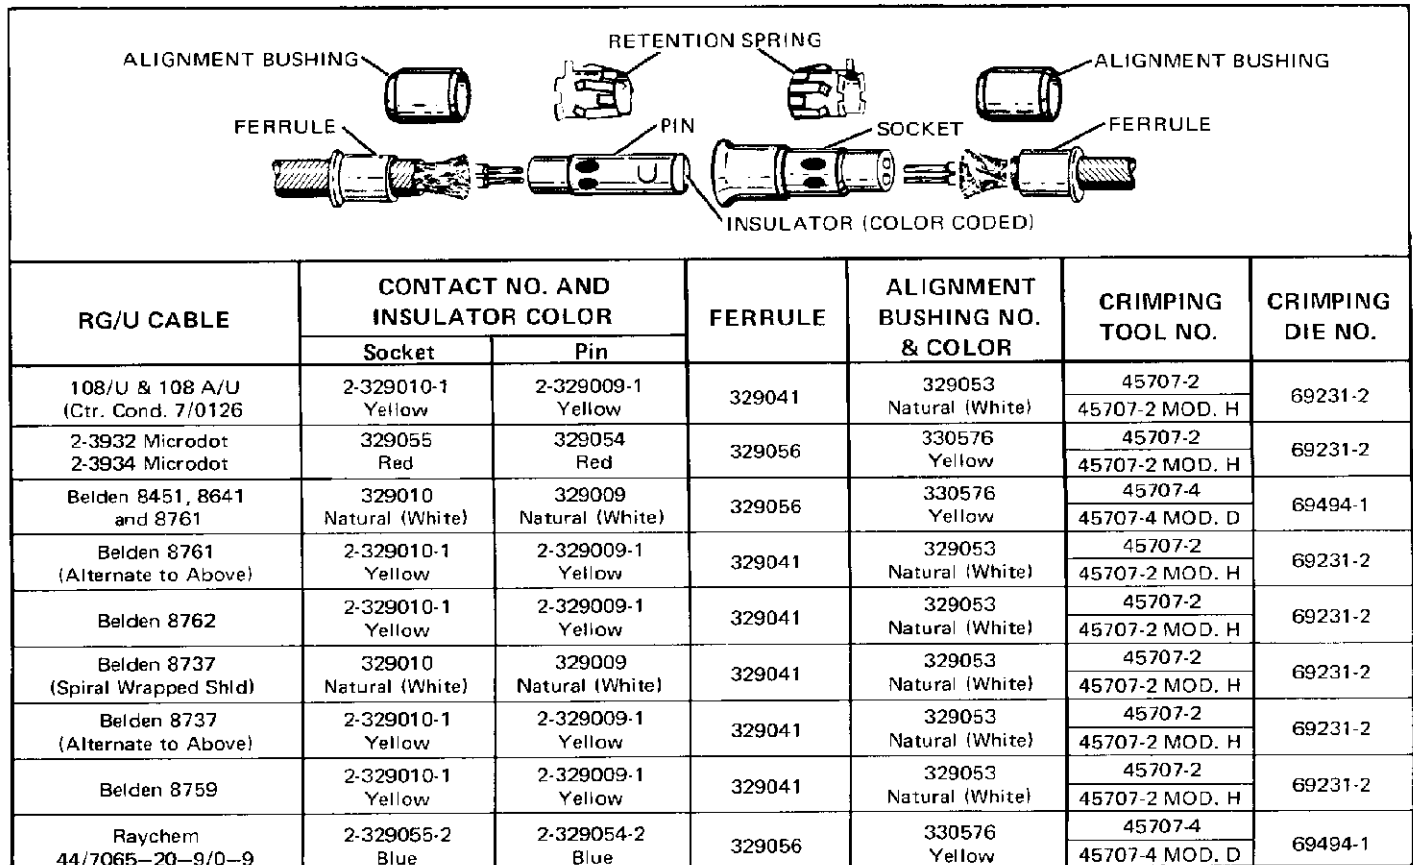 RETENTION SPRING
ALIGNMENT BUSHING
ALIGNMENT BUSHING
FERRULE
PIN
SOCKET
FERRULE
INSULATOR (COLOR CODED)
RG/U CABLE
CONTACT NO. AND
INSULATOR COLOR
Socket
Pin
FERRULE
ALIGNMENT
BUSHING NO.
& COLOR
CRIMPING
TOOL NO.
CRIMPING
DIE NO.
108/U & 108 A/U
(Ctr. Cond. 7/0126
2-329010-1
Yellow
2-329009-1
Yellow
329041
329053
Natural (White)
45707-2
45707-2 MOD. H
69231-2
2-3932 Microdot
2-3934 Microdot
329055
Red
329054
Red
329056
330576
Yellow
45707-2
45707-2 MOD. H
69231-2
Belden 8451, 8641
and 8761
329010
Natural (White)
329009
Natural (White)
329056
330576
Yellow
45707-4
45707-4 MOD. D
69494-1
Belden 8761
(Alternate to Above)
2-329010-1
Yellow
2-329009-1
Yellow
329041
329053
Natural (White)
45707-2
45707-2 MOD. H
69231-2
Belden 8762
2-329010-1
Yellow
2-329009-1
Yellow
329041
329053
Natural (White)
45707-2
45707-2 MOD. H
69231-2
Belden 8737
(Spiral Wrapped Shld)
329010
Natural (White)
329009
Natural (White)
329041
329053
Natural (White)
45707-2
45707-2 MOD. H
69231-2
Belden 8737
(Alternate to Above)
2-329010-1
Yellow
2-329009-1
Yellow
329041
329053
Natural (White)
45707-2
45707-2 MOD. H
69231-2
Belden 8759
2-329010-1
Yellow
2-329009-1
Yellow
329041
329053
Natural (White)
45707-2
45707-2 MOD. H
69231-2
Raychem
44/7065—20—9/0—9
2-329055-2
Blue
2-329054-2
Blue
329056
330576
Yellow
45707-4
45707-4 MOD. D
69494-1